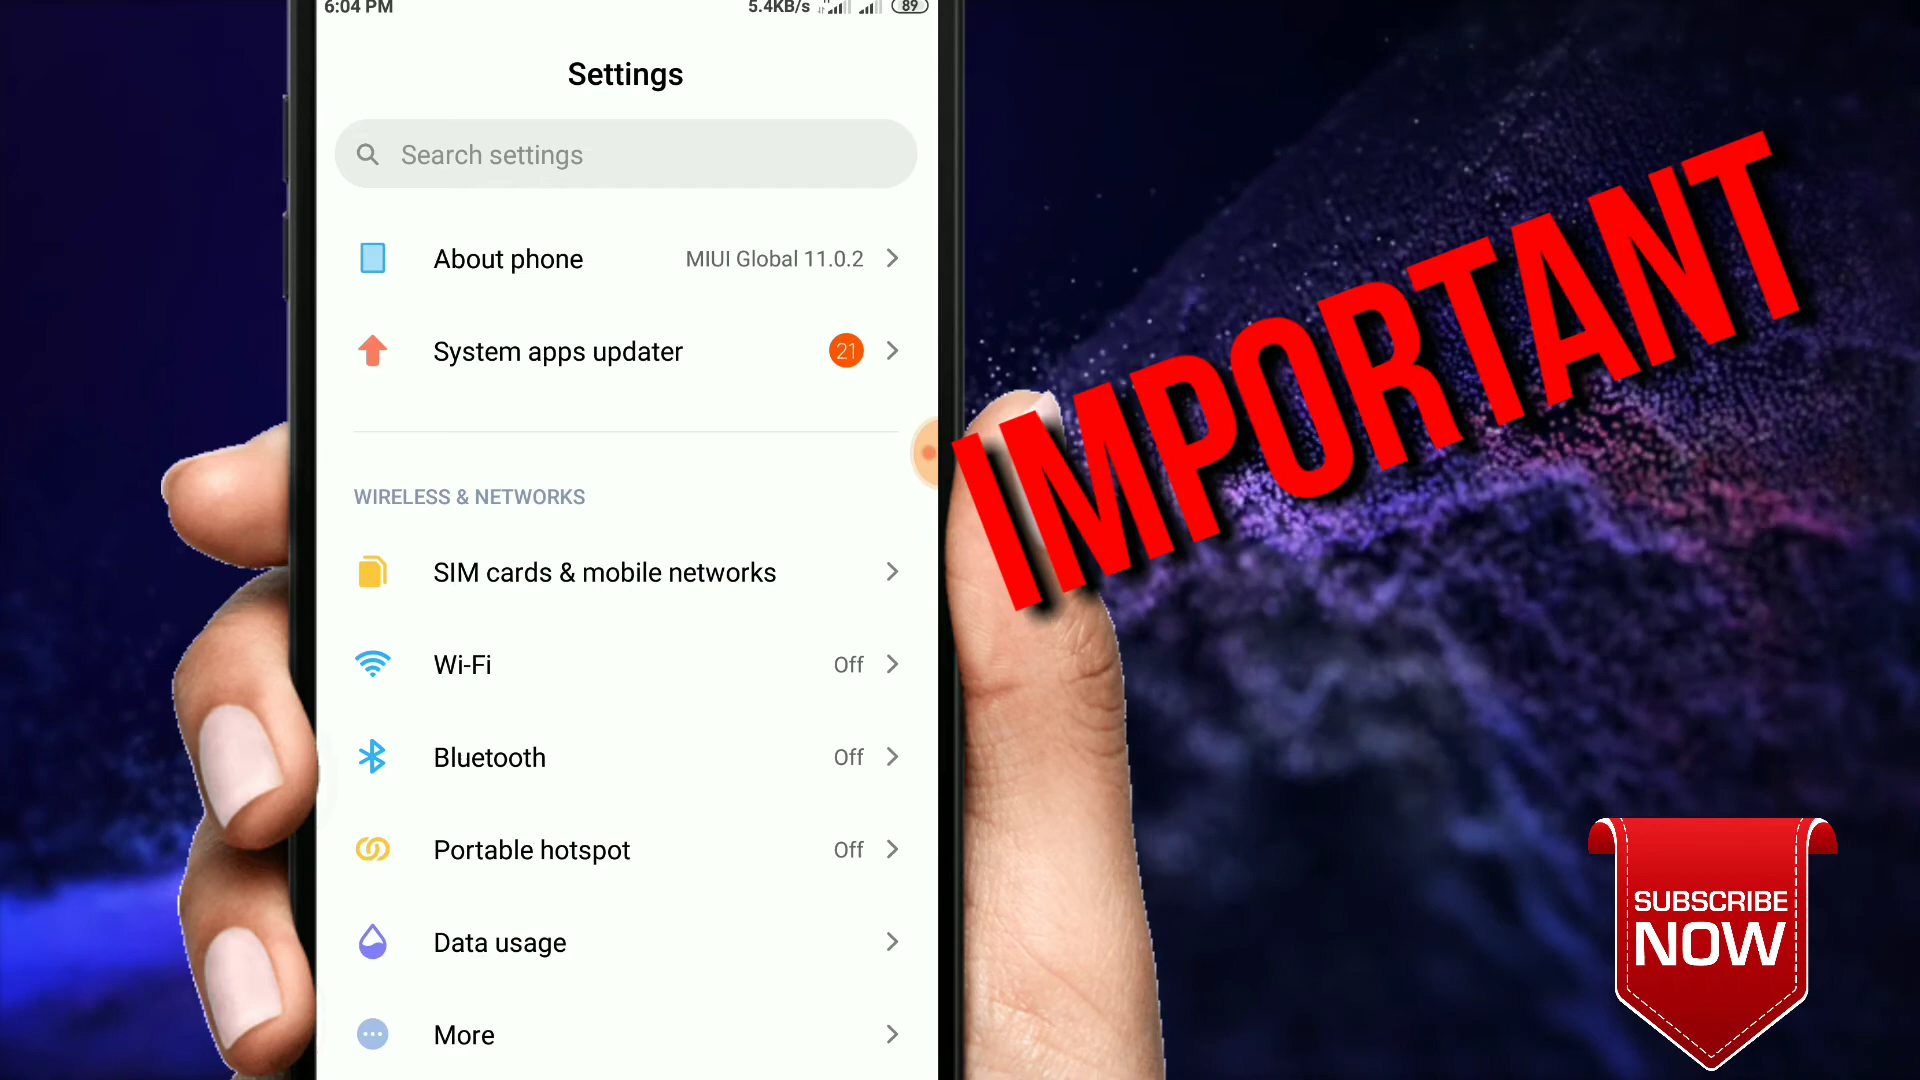 6:04 PM 5.4KB/s 89
Settings
Search settings
About phone MIUI Global 11.0.2
System apps updater 21
WIRELESS & NETWORKS
SIM cards & mobile networks
Wi-Fi Off
Bluetooth Off
Portable hotspot Off
Data usage
More
IMPORTANT
SUBSCRIBE
NOW